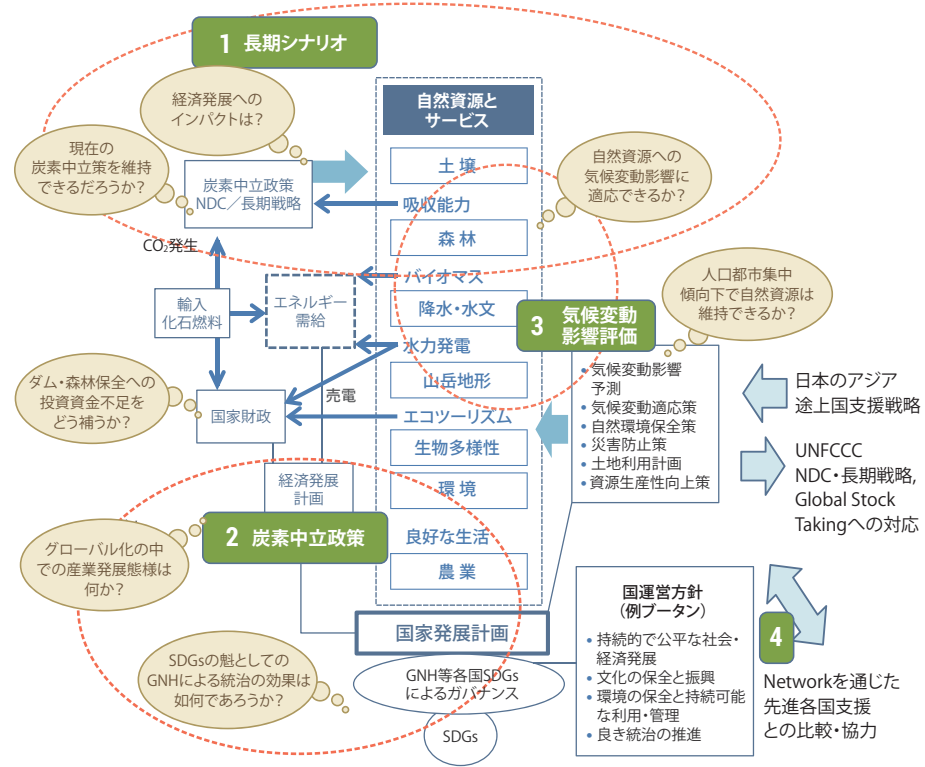 1 長期シナリオ
経済発展への
インパクトは?
現在の
炭素中立策を維持
できるだろうか?
炭素中立政策
NDC/長期戦略
自然資源と
サービス
土 壌
吸収能力
森 林
バイオマス
降水・水文
水力発電
山岳地形
エコツーリズム
生物多様性
環 境
良好な生活
農 業
自然資源への
気候変動影響に
適応できるか?
CO₂発生
輸入
化石燃料
エネルギー
需給
売電
国家財政
ダム・森林保全への
投資資金不足を
どう補うか?
経済発展
計画
3 気候変動
影響評価
人口都市集中
傾向下で自然資源は
維持できるか?
• 気候変動影響
予測
• 気候変動適応策
• 自然環境保全策
• 災害防止策
• 土地利用計画
• 資源生産性向上策
日本のアジア
途上国支援戦略
UNFCCC
NDC・長期戦略,
Global Stock
Takingへの対応
2 炭素中立政策
グローバル化の中
での産業発展態様は
何か?
国家発展計画
SDGsの魁としての
GNHによる統治の効果は
如何であろうか?
GNH等各国SDGs
によるガバナンス
SDGs
国運営方針
(例ブータン)
• 持続的で公平な社会・
経済発展
• 文化の保全と振興
• 環境の保全と持続可能
な利用・管理
• 良き統治の推進
4
Networkを通じた
先進各国支援
との比較・協力